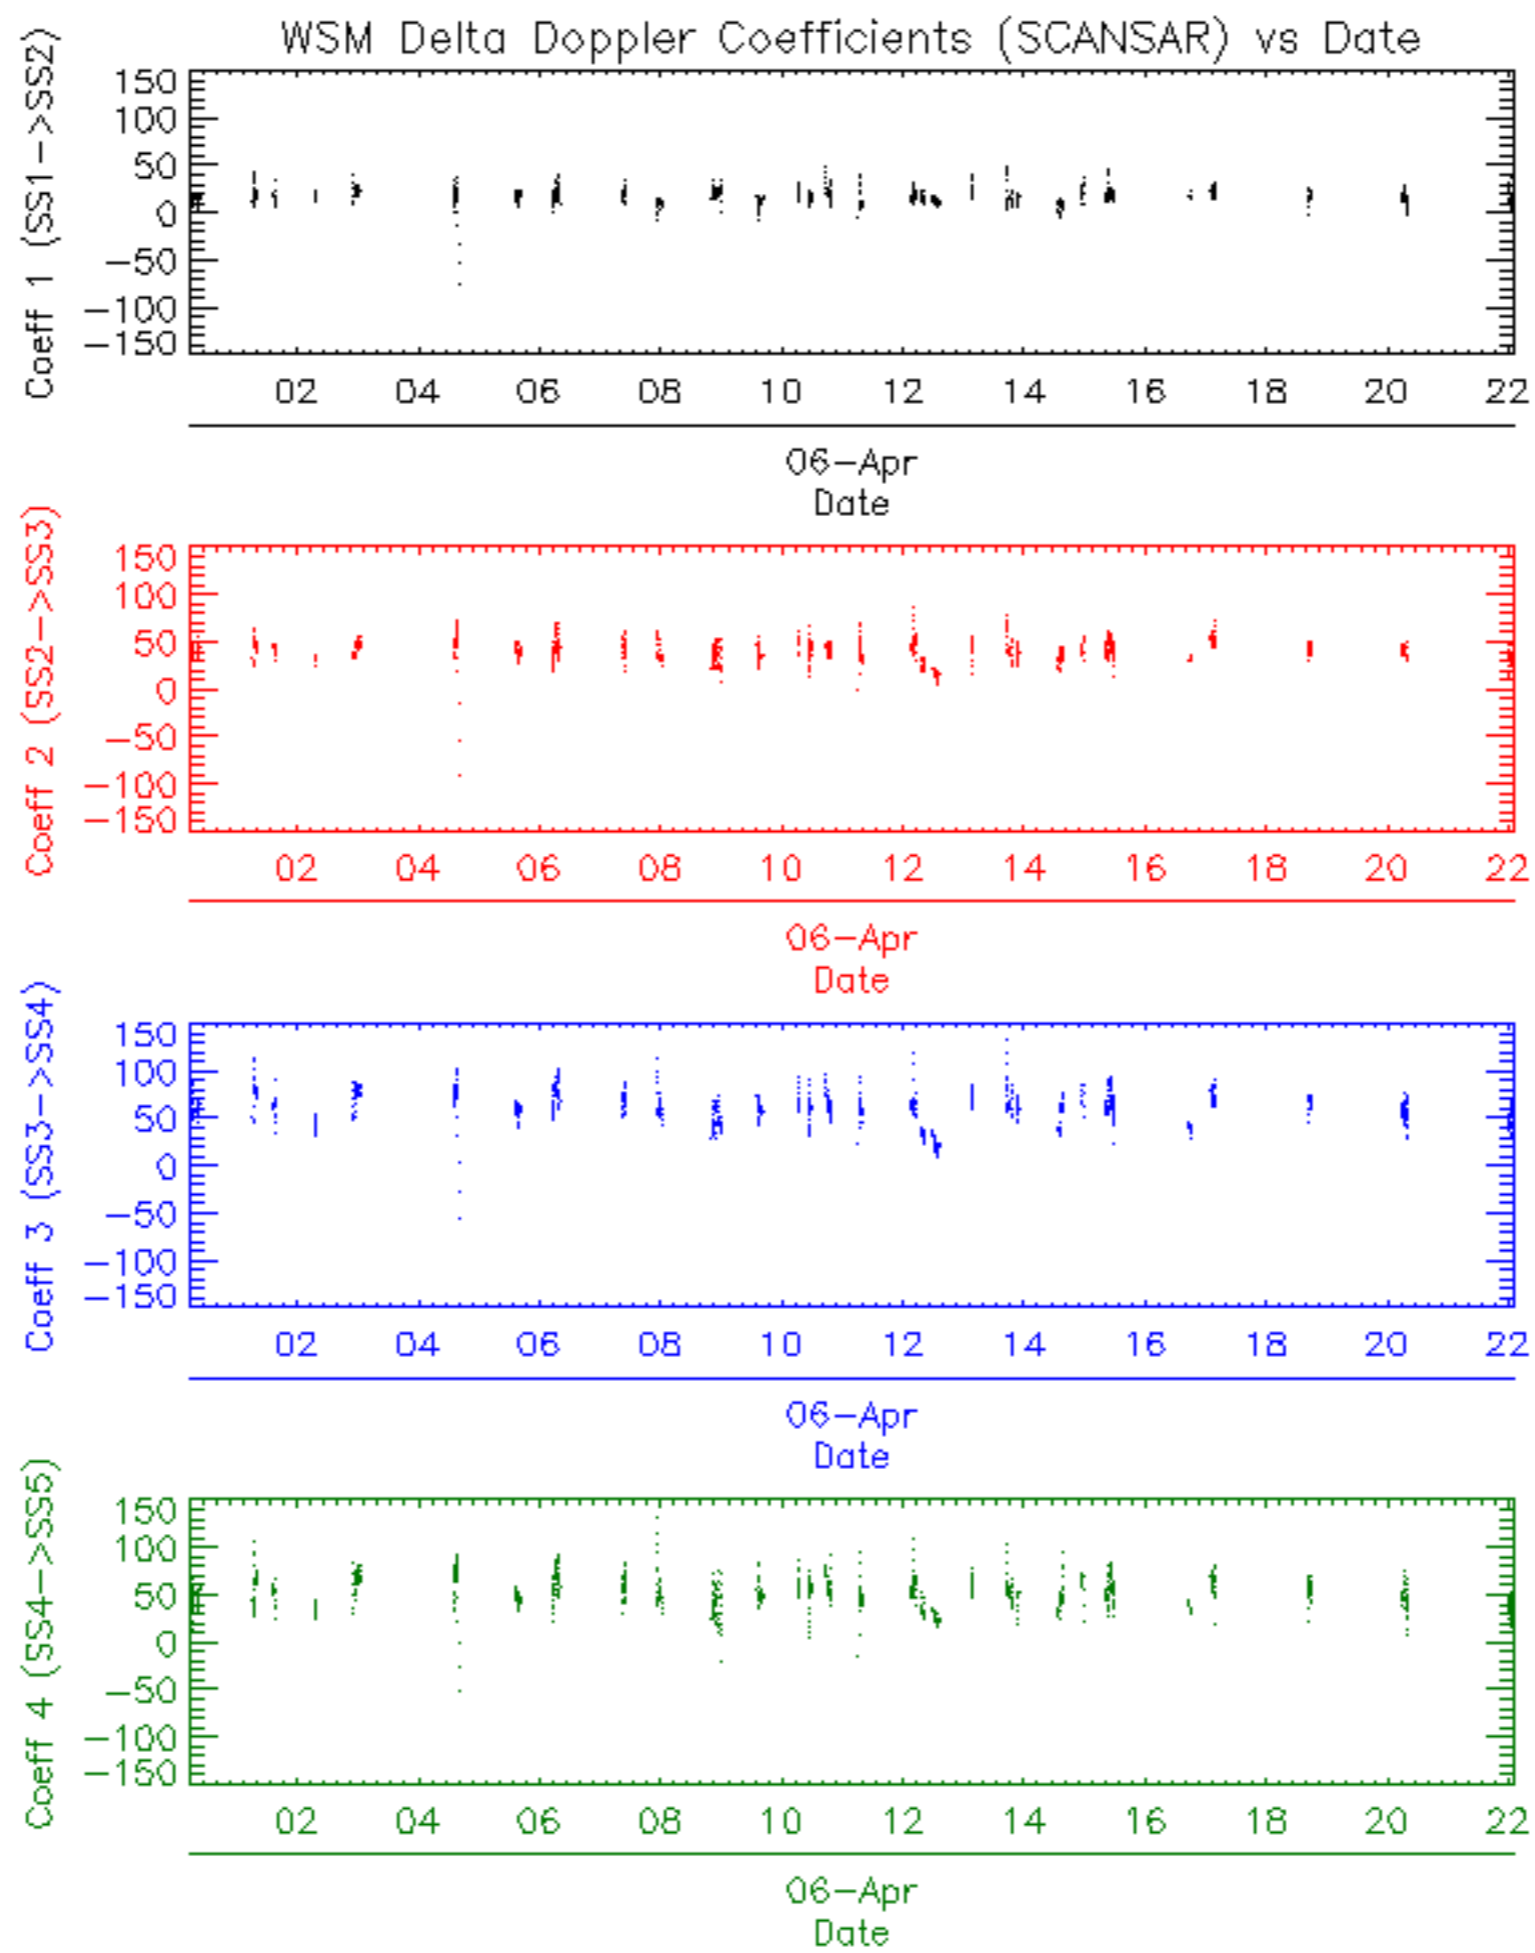 WSM Delta Doppler Coefficients (SCANSAR) vs Date
Coeff 1 (SS1->SS2)
150
100
50
0
-50
-100
-150
02 04 06 08 10 12 14 16 18 20 22
06-Apr
Date
Coeff 2 (SS2->SS3)
150
100
50
0
-50
-100
-150
02 04 06 08 10 12 14 16 18 20 22
06-Apr
Date
Coeff 3 (SS3->SS4)
150
100
50
0
-50
-100
-150
02 04 06 08 10 12 14 16 18 20 22
06-Apr
Date
Coeff 4 (SS4->SS5)
150
100
50
0
-50
-100
-150
02 04 06 08 10 12 14 16 18 20 22
06-Apr
Date